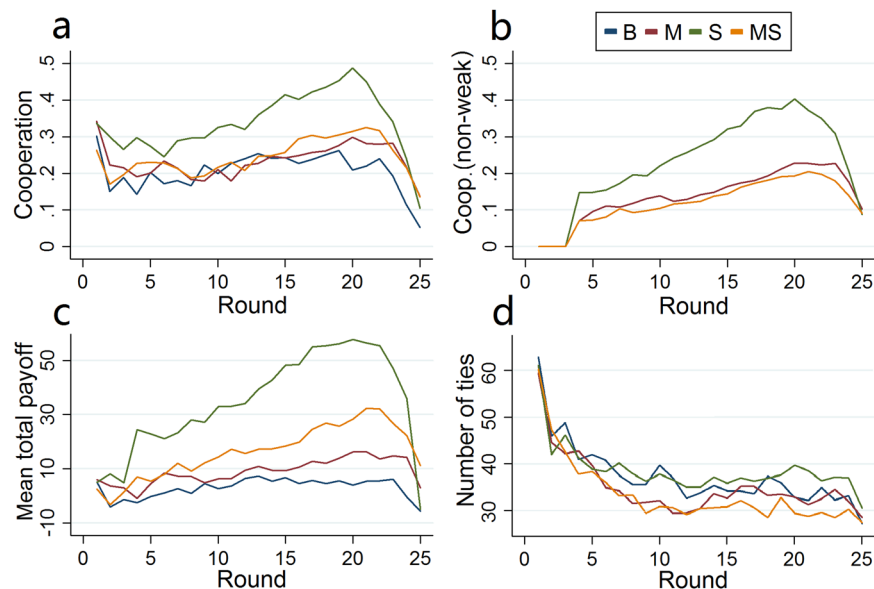 a
b
B M S MS
Cooperation
.5
.4
.3
.2
.1
0
0 5 10 15 20 25
Round
Coop.(non-weak)
.5
.4
.3
.2
.1
0
0 5 10 15 20 25
Round
c
d
Mean total payoff
50
30
10
-10
0 5 10 15 20 25
Round
Number of ties
60
50
40
30
0 5 10 15 20 25
Round